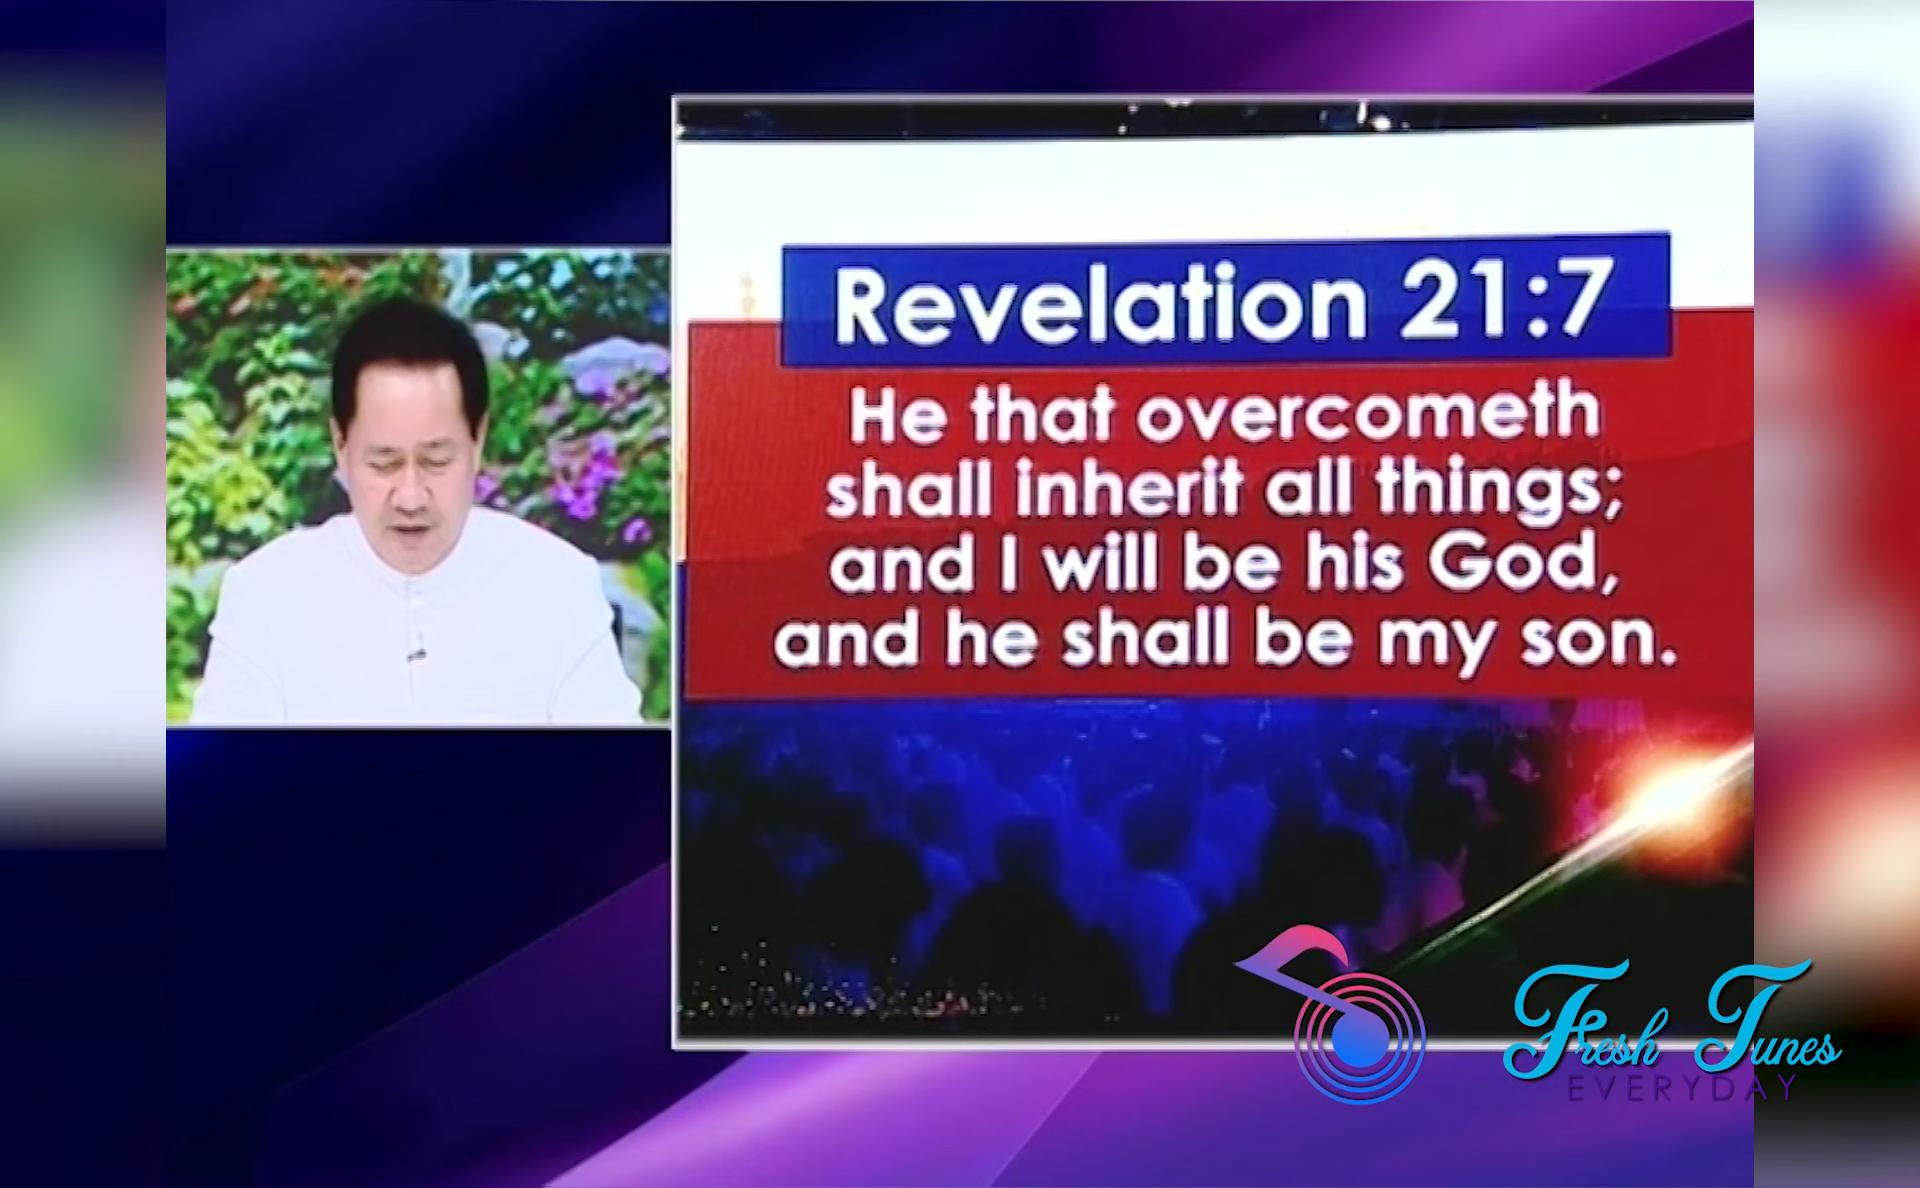 Revelation 21:7
He that overcometh
shall inherit all things;
and I will be his God,
and he shall be my son.
Fresh Tunes
EVERYDAY